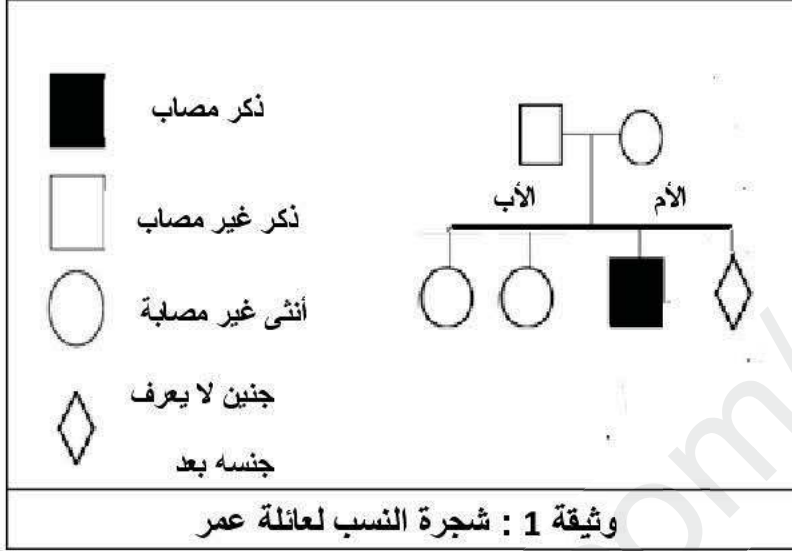 ذكر مصاب
ذكر غير مصاب
أنثى غير مصابة
جنين لا يعرف
جنسه بعد
الأب
الأم
وثيقة 1 : شجرة النسب لعائلة عمر